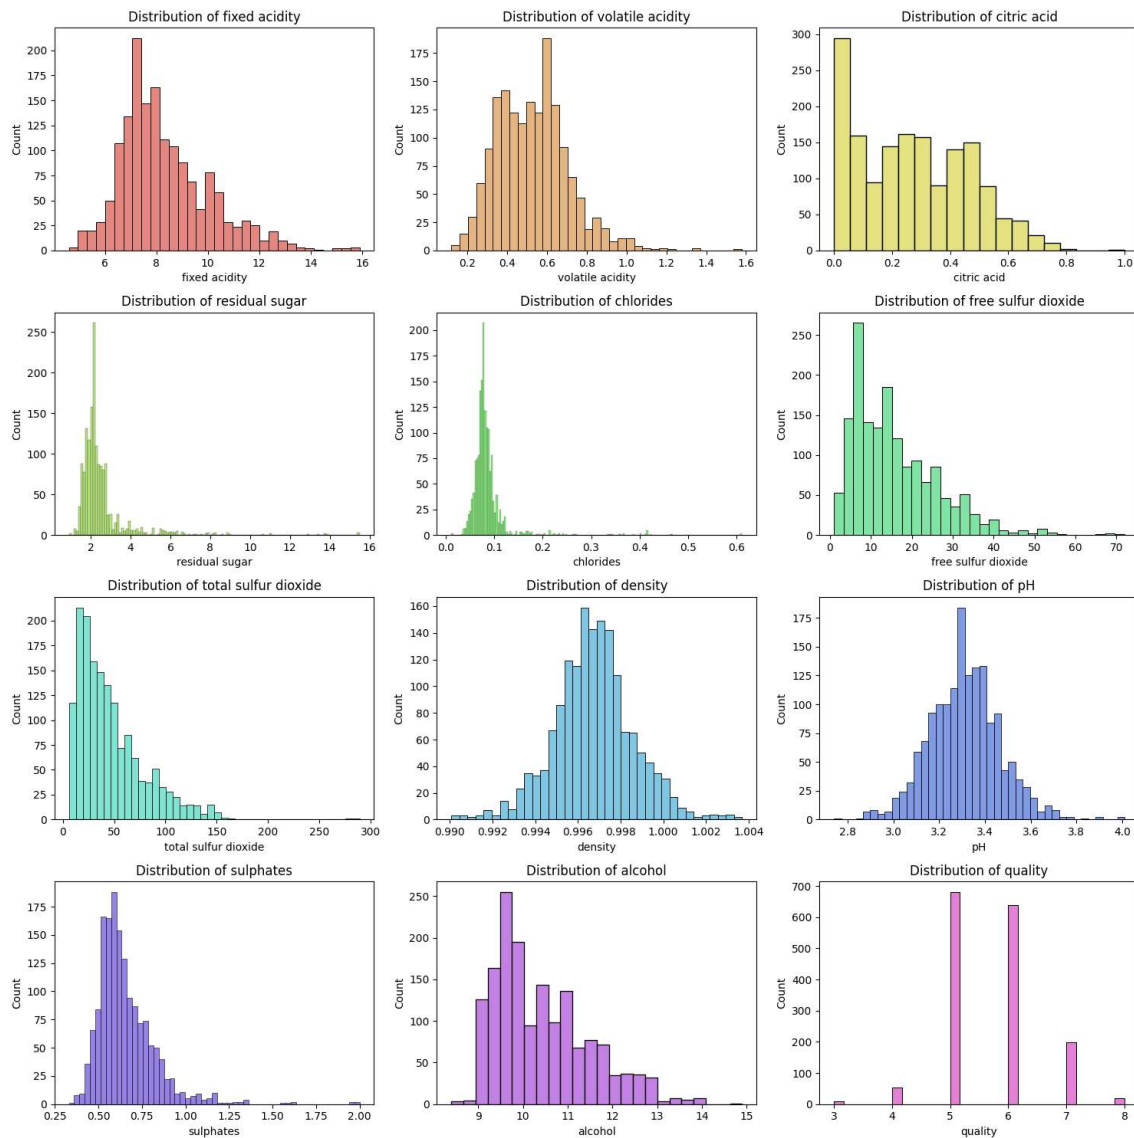 Distribution of fixed acidity
200
175
150
125
100
75
50
25
0
Count
6 8 10 12 14 16
fixed acidity
Distribution of volatile acidity
175
150
125
100
75
50
25
0
Count
0.2 0.4 0.6 0.8 1.0 1.2 1.4 1.6
volatile acidity
Distribution of citric acid
300
250
200
150
100
50
0
Count
0.0 0.2 0.4 0.6 0.8 1.0
citric acid
Distribution of residual sugar
250
200
150
100
50
0
Count
2 4 6 8 10 12 14 16
residual sugar
Distribution of chlorides
200
175
150
125
100
75
50
25
0
Count
0.0 0.1 0.2 0.3 0.4 0.5 0.6
chlorides
Distribution of free sulfur dioxide
250
200
150
100
50
0
Count
0 10 20 30 40 50 60 70
free sulfur dioxide
Distribution of total sulfur dioxide
200
175
150
125
100
75
50
25
0
Count
0 50 100 150 200 250 300
total sulfur dioxide
Distribution of density
160
140
120
100
80
60
40
20
0
Count
0.990 0.992 0.994 0.996 0.998 1.000 1.002 1.004
density
Distribution of pH
175
150
125
100
75
50
25
0
Count
2.8 3.0 3.2 3.4 3.6 3.8 4.0
pH
Distribution of sulphates
175
150
125
100
75
50
25
0
Count
0.25 0.50 0.75 1.00 1.25 1.50 1.75 2.00
sulphates
Distribution of alcohol
250
200
150
100
50
0
Count
9 10 11 12 13 14 15
alcohol
Distribution of quality
700
600
500
400
300
200
100
0
Count
3 4 5 6 7 8
quality